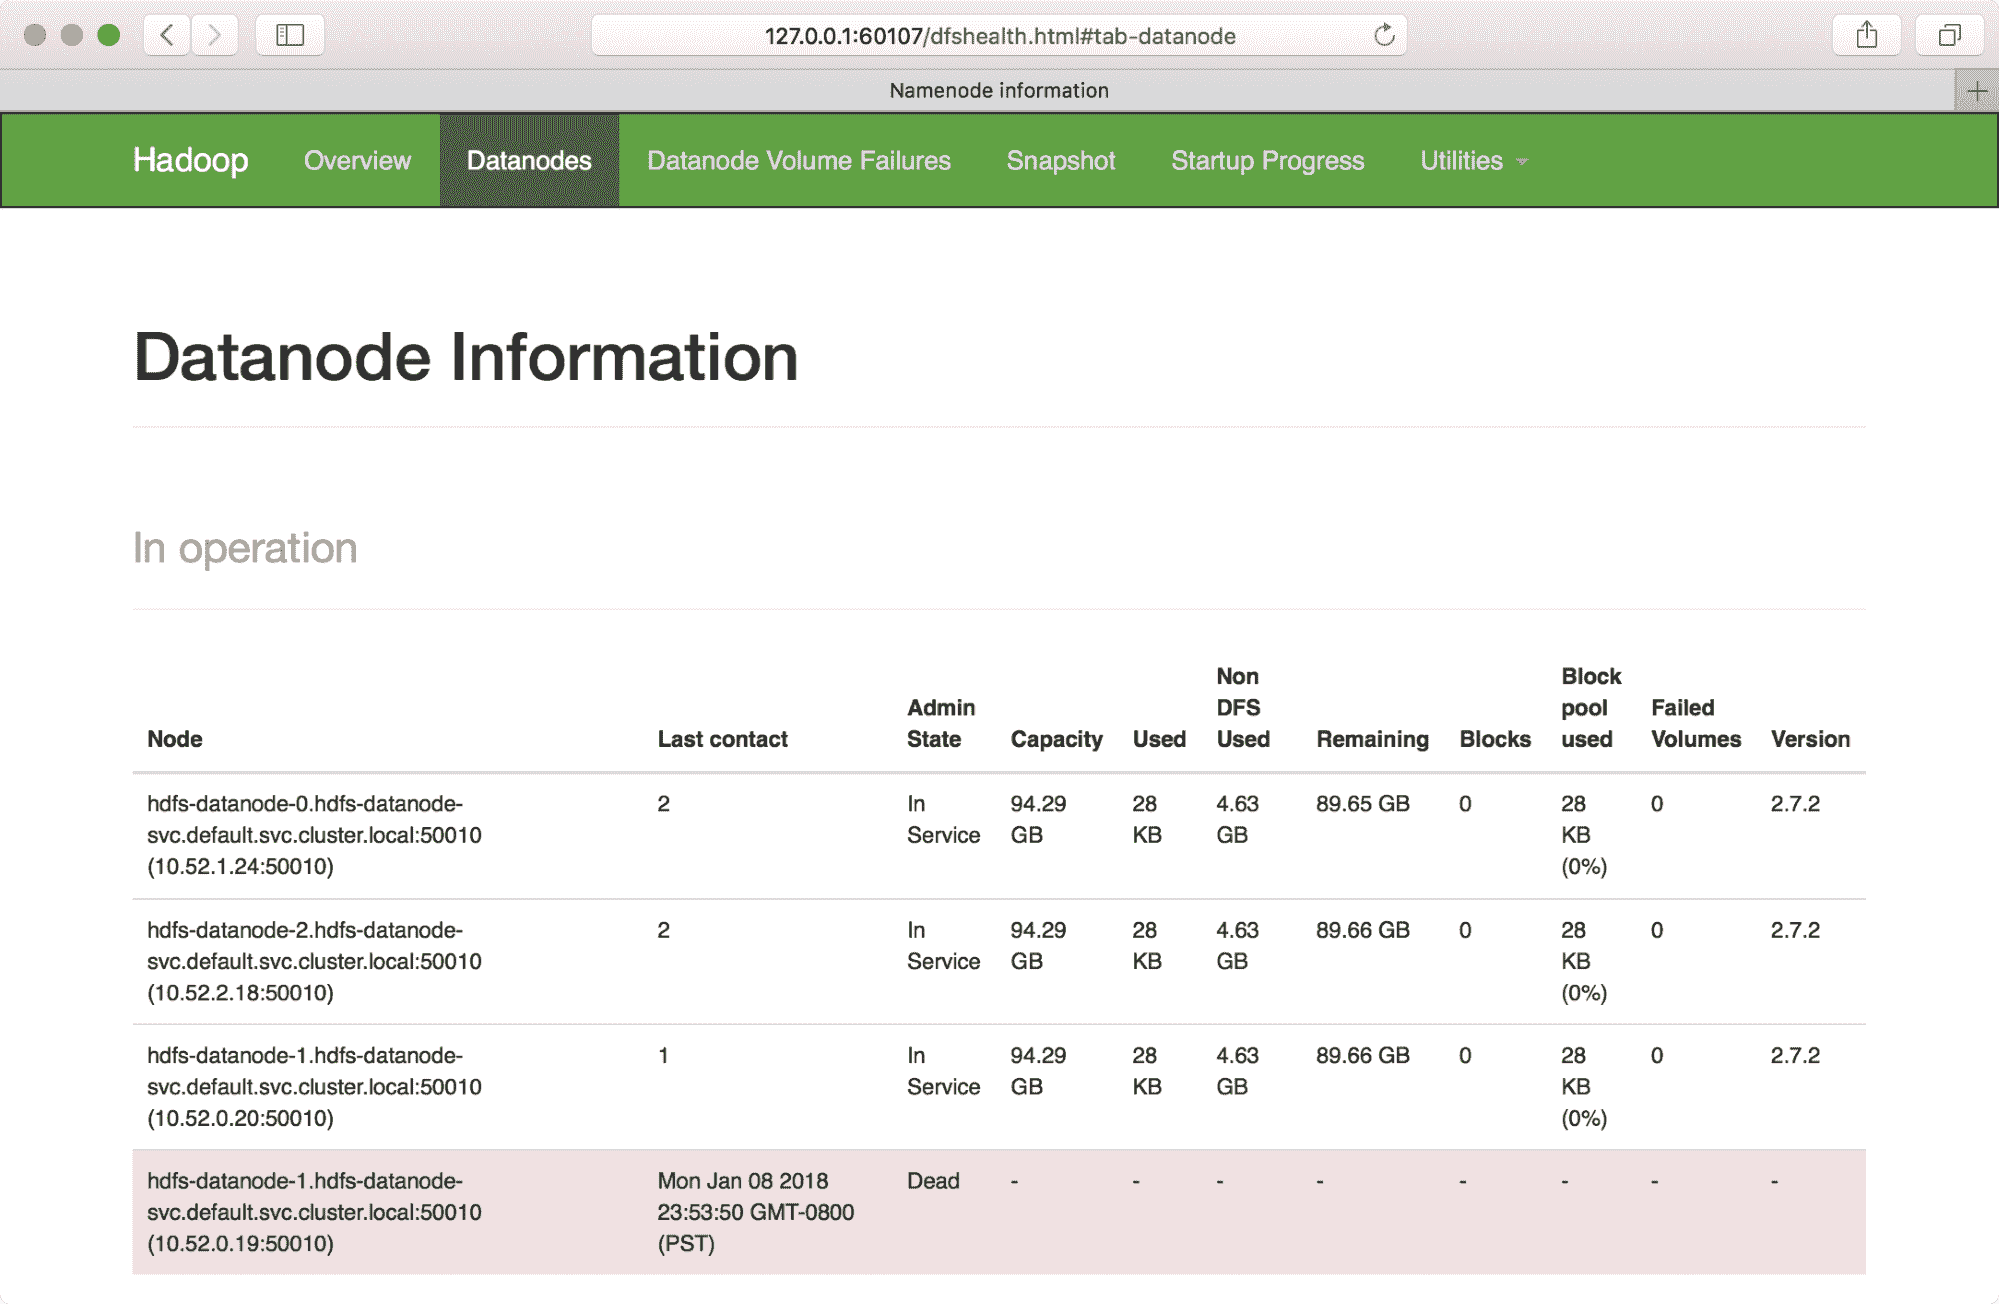 127.0.0.1:60107/dfshealth.html#tab-datanode
Namenode information
Hadoop Overview Datanodes Datanode Volume Failures Snapshot Startup Progress Utilities
Datanode Information
In operation
Node Last contact Admin State Capacity Used Non DFS Used Remaining Blocks Block pool used Failed Volumes Version
hdfs-datanode-0.hdfs-datanode- 2 In 94.29 28 4.63 89.65 GB 0 28 0 2.7.2
svc.default.svc.cluster.local:50010 Service GB KB GB KB
(10.52.1.24:50010) (0%)
hdfs-datanode-2.hdfs-datanode- 2 In 94.29 28 4.63 89.66 GB 0 28 0 2.7.2
svc.default.svc.cluster.local:50010 Service GB KB GB KB
(10.52.2.18:50010) (0%)
hdfs-datanode-1.hdfs-datanode- 1 In 94.29 28 4.63 89.66 GB 0 28 0 2.7.2
svc.default.svc.cluster.local:50010 Service GB KB GB KB
(10.52.0.20:50010) (0%)
hdfs-datanode-1.hdfs-datanode- Mon Jan 08 2018 Dead - - - - - - - -
svc.default.svc.cluster.local:50010 23:53:50 GMT-0800
(10.52.0.19:50010) (PST)